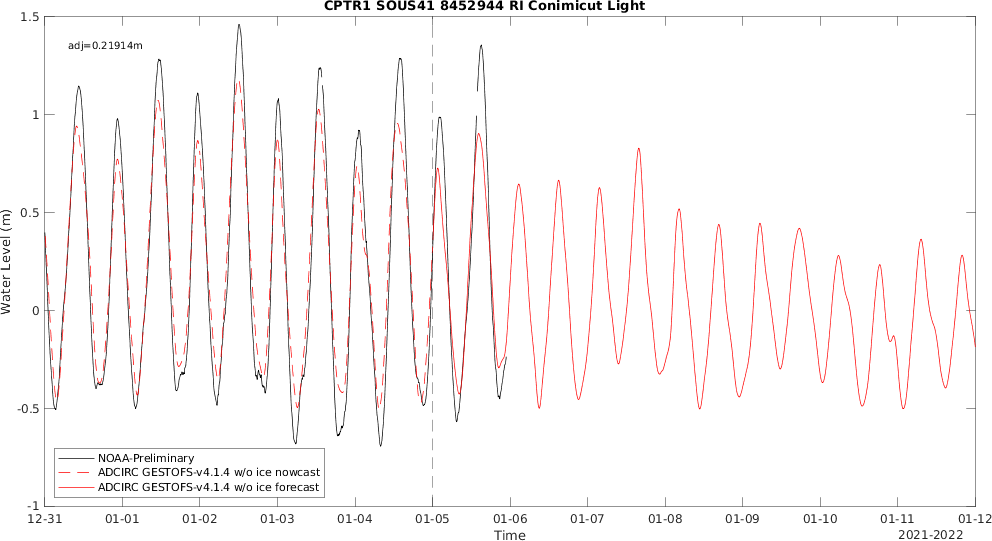 CPTR1 SOUS41 8452944 RI Conimicut Light
adj=0.21914m
Water Level (m)
1.5
1
0.5
0
-0.5
-1
NOAA-Preliminary
ADCIRC GESTOFS-v4.1.4 w/o ice nowcast
ADCIRC GESTOFS-v4.1.4 w/o ice forecast
12-31 01-01 01-02 01-03 01-04 01-05 01-06 01-07 01-08 01-09 01-10 01-11 01-12
Time
2021-2022